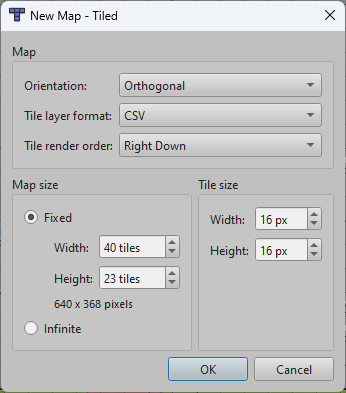 New Map - Tiled
Map
Orientation: Orthogonal
Tile layer format: CSV
Tile render order: Right Down
Map size
Fixed
Width: 40 tiles
Height: 23 tiles
640 x 368 pixels
Infinite
Tile size
Width: 16 px
Height: 16 px
OK Cancel